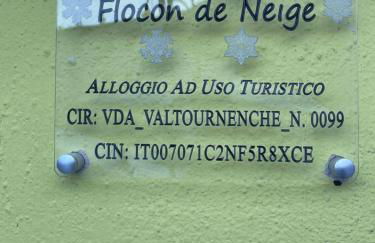 Flocon de Neige
ALLOGGIO AD USO TURISTICO
CIR: VDA_VALTOURNENCHE_N. 0099
CIN: IT007071C2NF5R8XCE